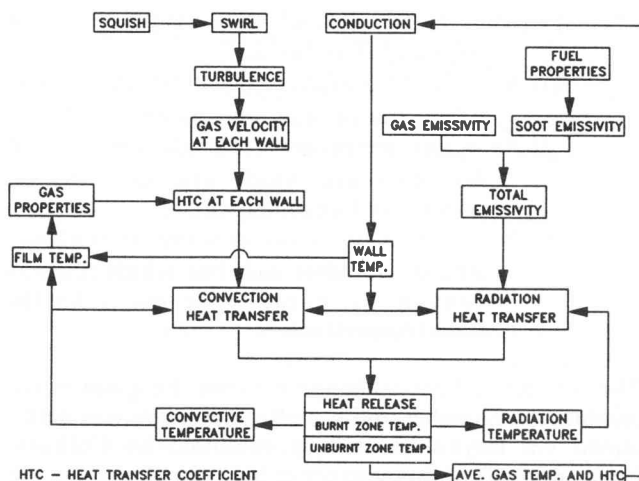 SQUISH
SWIRL
CONDUCTION
TURBULENCE
FUEL
PROPERTIES
GAS VELOCITY
AT EACH WALL
GAS EMISSIVITY
SOOT EMISSIVITY
GAS
PROPERTIES
HTC AT EACH WALL
TOTAL
EMISSIVITY
FILM TEMP.
WALL
TEMP.
CONVECTION
HEAT TRANSFER
RADIATION
HEAT TRANSFER
HEAT RELEASE
BURNT ZONE TEMP.
UNBURNT ZONE TEMP.
CONVECTIVE
TEMPERATURE
RADIATION
TEMPERATURE
HTC – HEAT TRANSFER COEFFICIENT
AVE. GAS TEMP. AND HTC